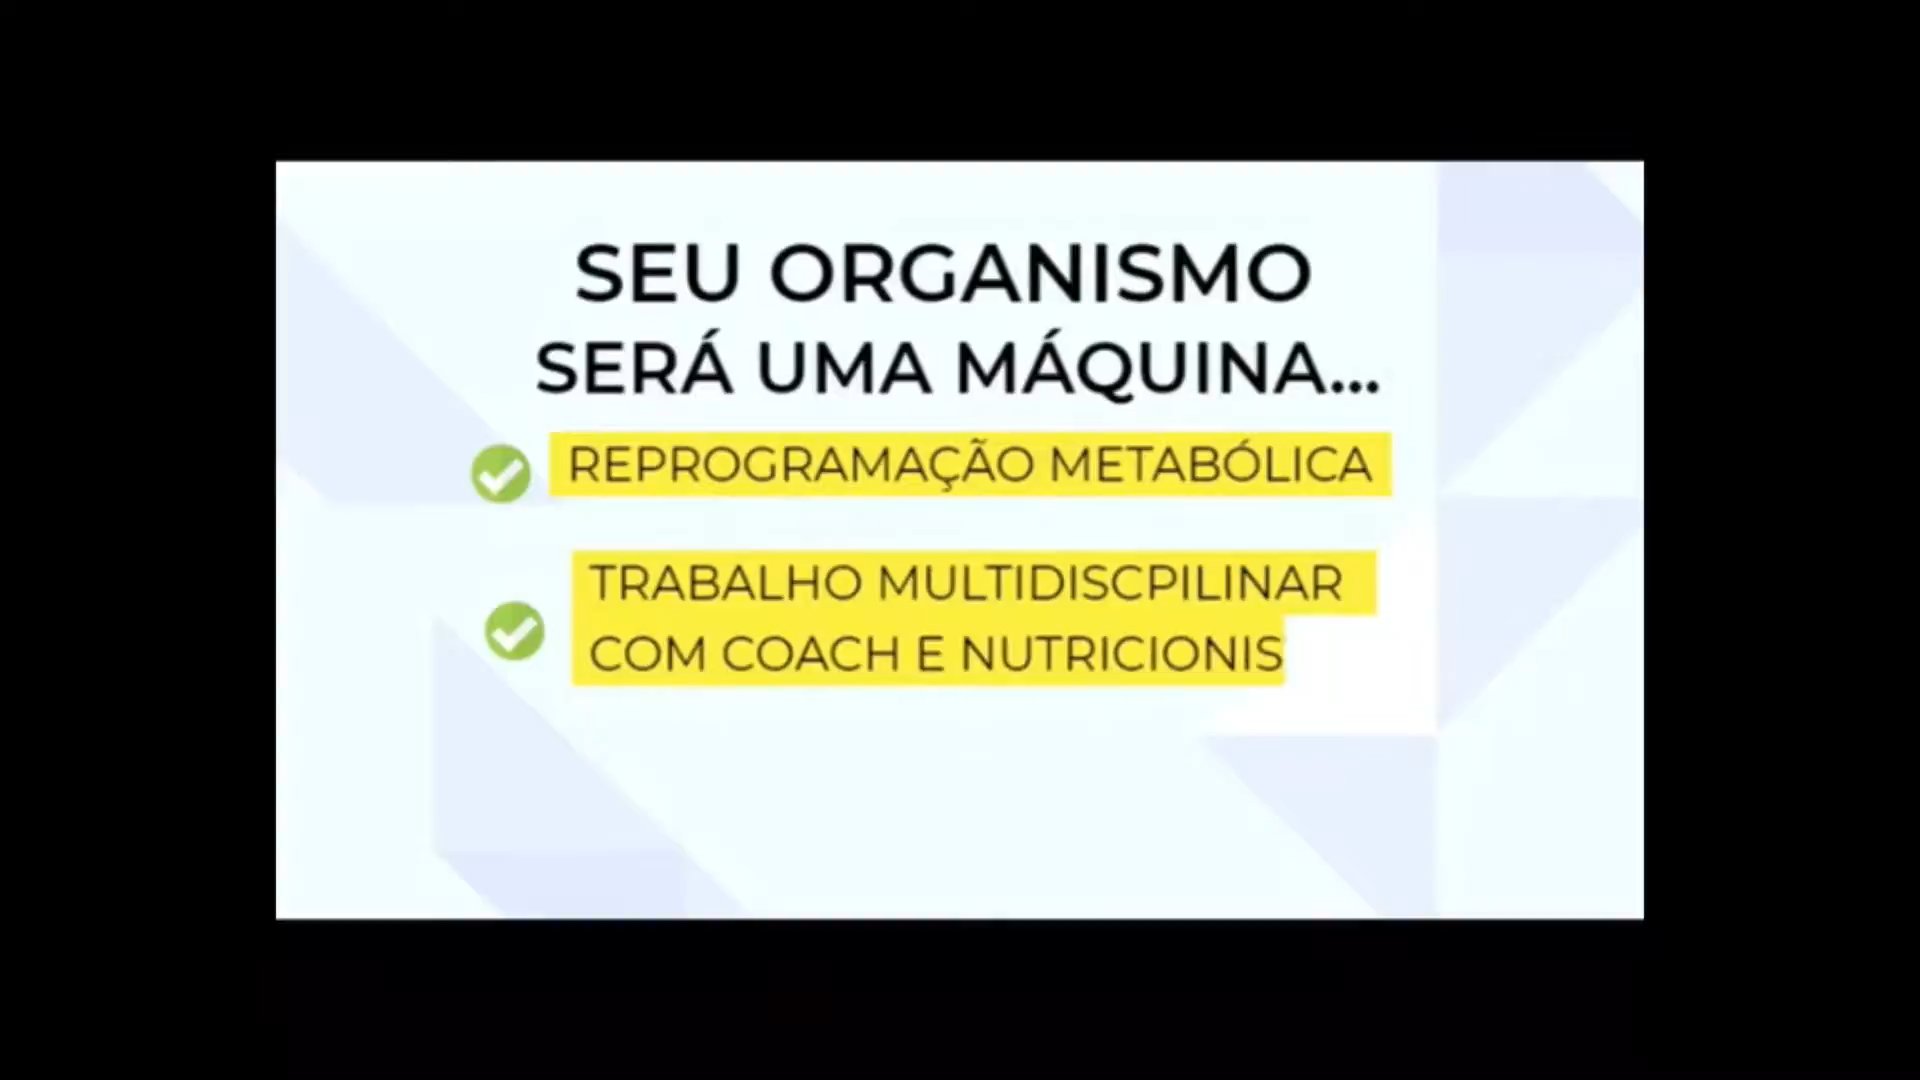 SEU ORGANISMO
SERÁ UMA MÁQUINA...
REPROGRAMAÇÃO METABÓLICA
TRABALHO MULTIDISCPILINAR
COM COACH E NUTRICIONIS